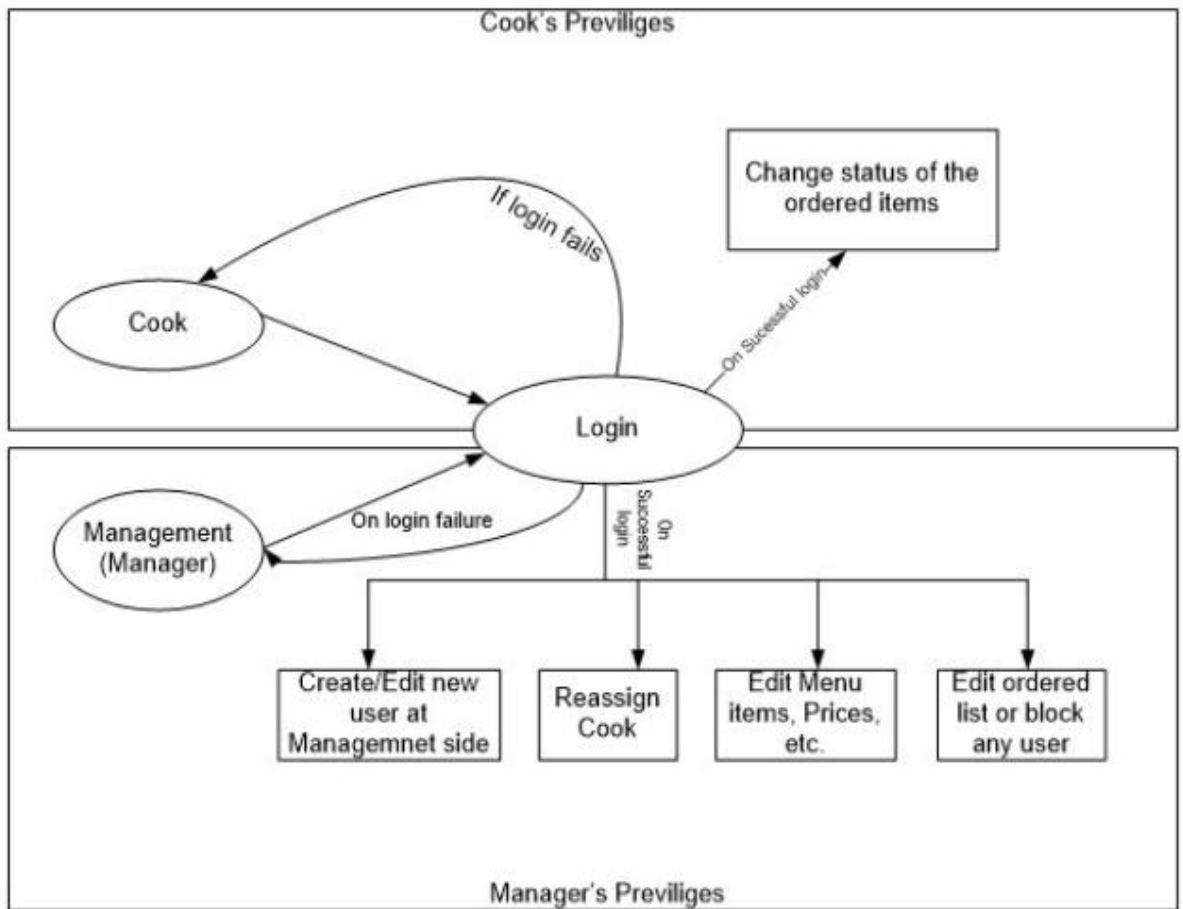 Cook's Previliges
Change status of the
ordered items
If login fails
Cook
On Sucessful login
Login
Management
(Manager)
On login failure
On
Successful
login
Create/Edit new
user at
Managemnet side
Reassign
Cook
Edit Menu
items, Prices,
etc.
Edit ordered
list or block
any user
Manager's Previliges